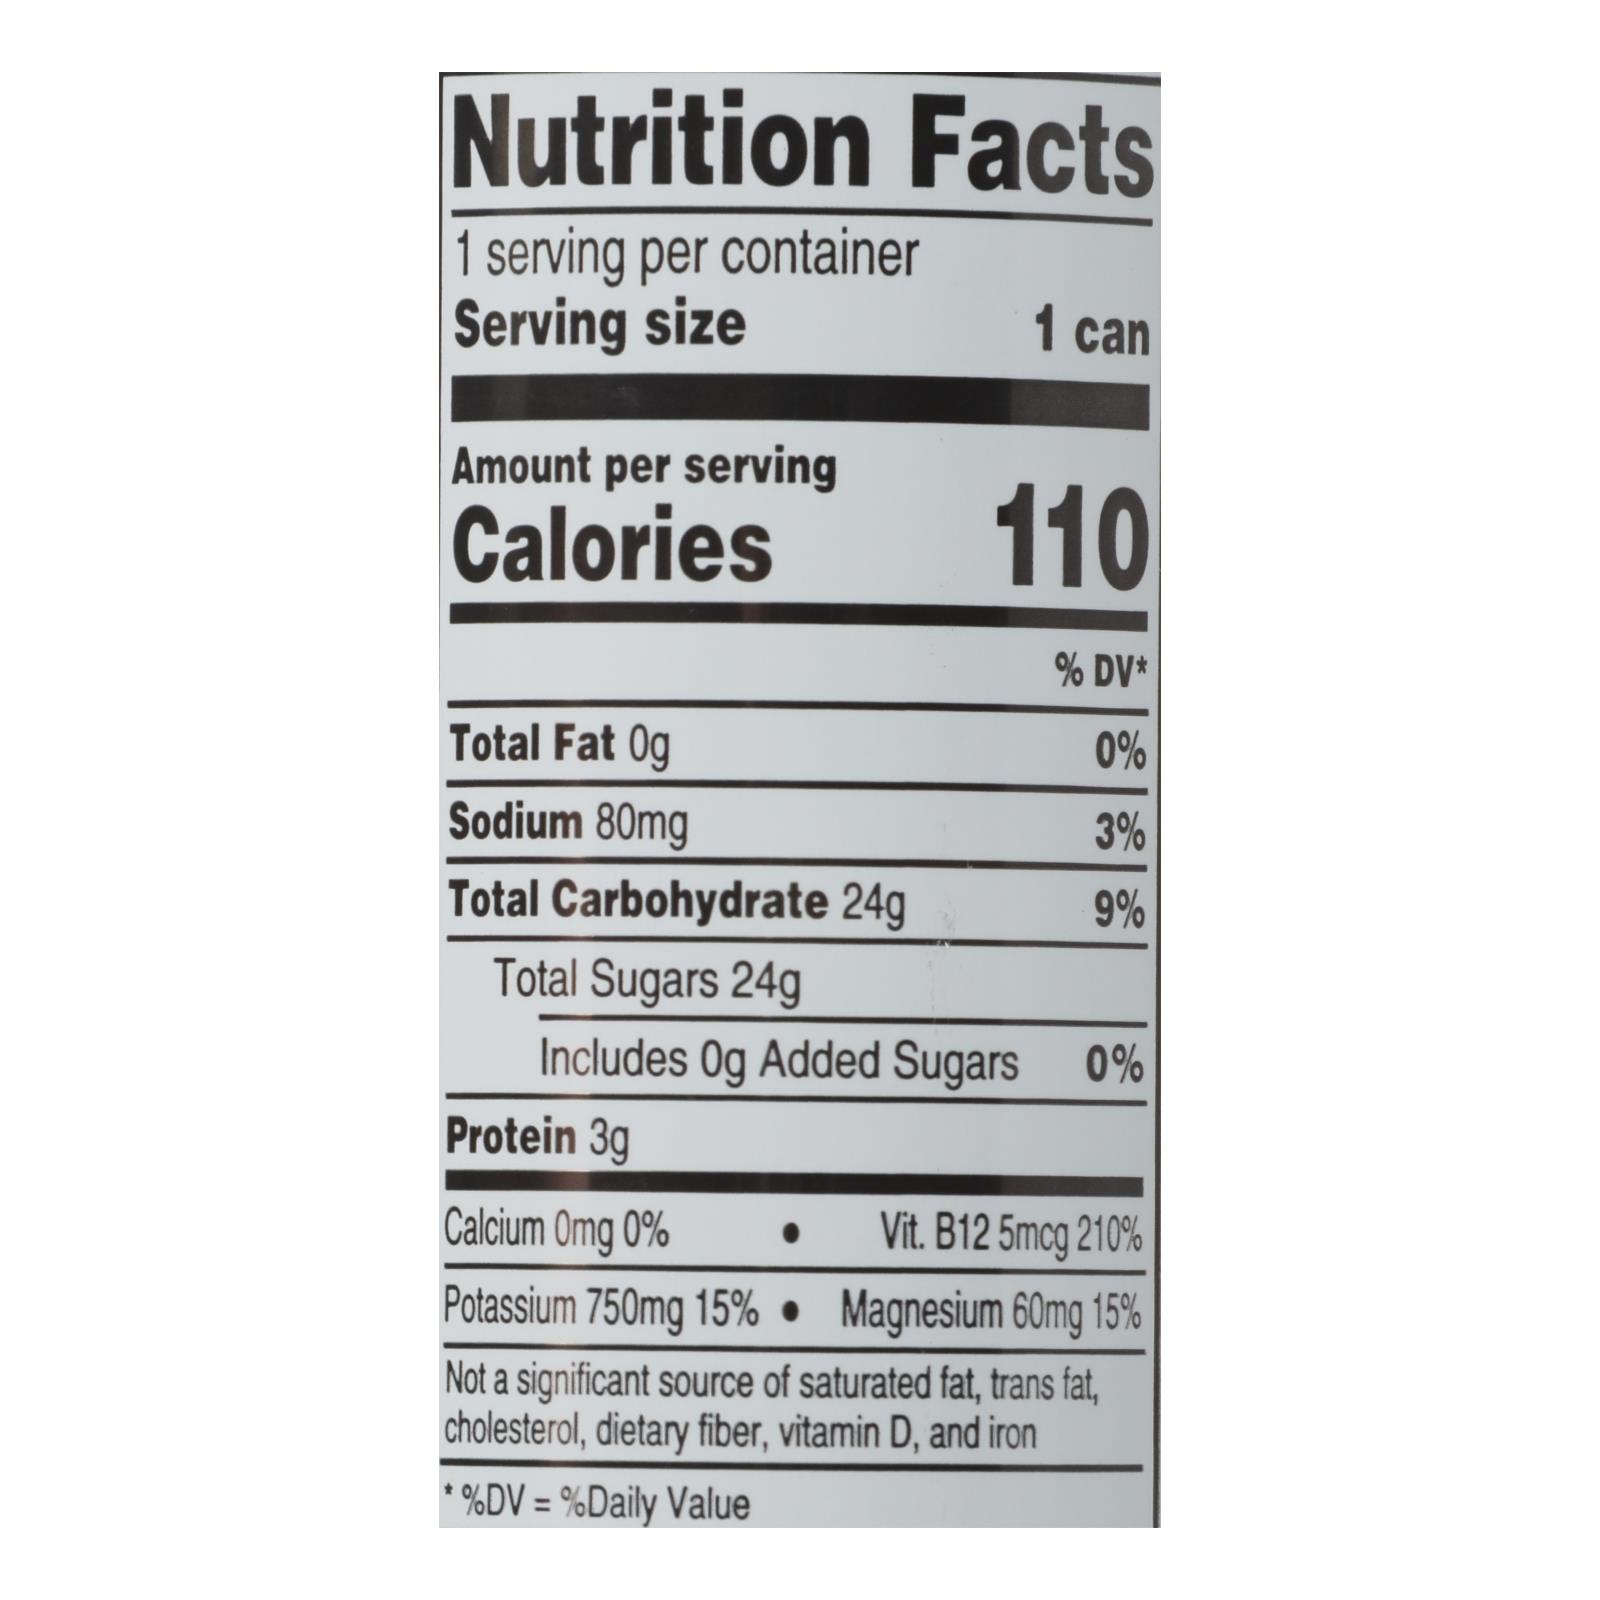 Nutrition Facts
1 serving per container
Serving size 1 can
Amount per serving
Calories 110
% DV*
Total Fat 0g 0%
Sodium 80mg 3%
Total Carbohydrate 24g 9%
Total Sugars 24g
Includes 0g Added Sugars 0%
Protein 3g
Calcium 0mg 0% • Vit. B12 5mcg 210%
Potassium 750mg 15% • Magnesium 60mg 15%
Not a significant source of saturated fat, trans fat,
cholesterol, dietary fiber, vitamin D, and iron
* %DV = %Daily Value